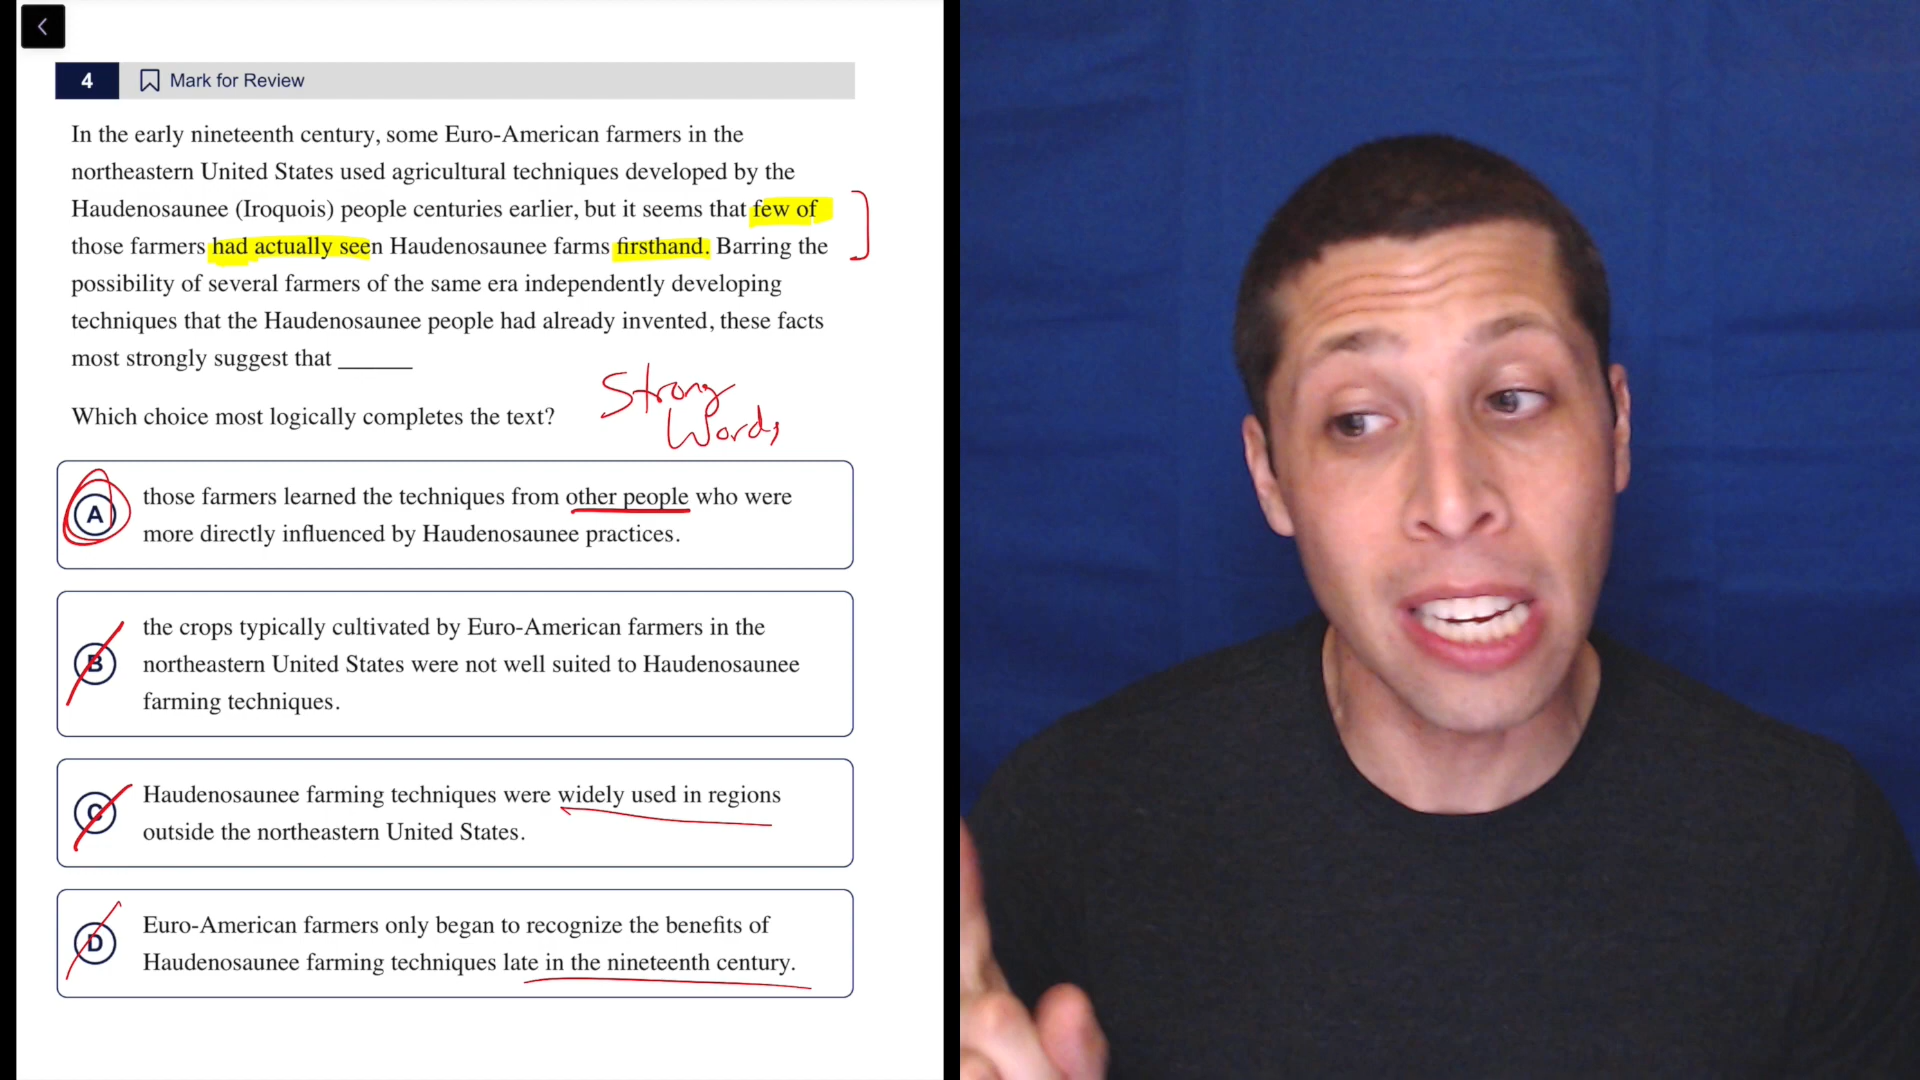 4 Mark for Review
In the early nineteenth century, some Euro-American farmers in the
northeastern United States used agricultural techniques developed by the
Haudenosaunee (Iroquois) people centuries earlier, but it seems that few of
those farmers had actually seen Haudenosaunee farms firsthand. Barring the
possibility of several farmers of the same era independently developing
techniques that the Haudenosaunee people had already invented, these facts
most strongly suggest that ______
Strong
Words
Which choice most logically completes the text?
A those farmers learned the techniques from other people who were
more directly influenced by Haudenosaunee practices.
B the crops typically cultivated by Euro-American farmers in the
northeastern United States were not well suited to Haudenosaunee
farming techniques.
C Haudenosaunee farming techniques were widely used in regions
outside the northeastern United States.
D Euro-American farmers only began to recognize the benefits of
Haudenosaunee farming techniques late in the nineteenth century.